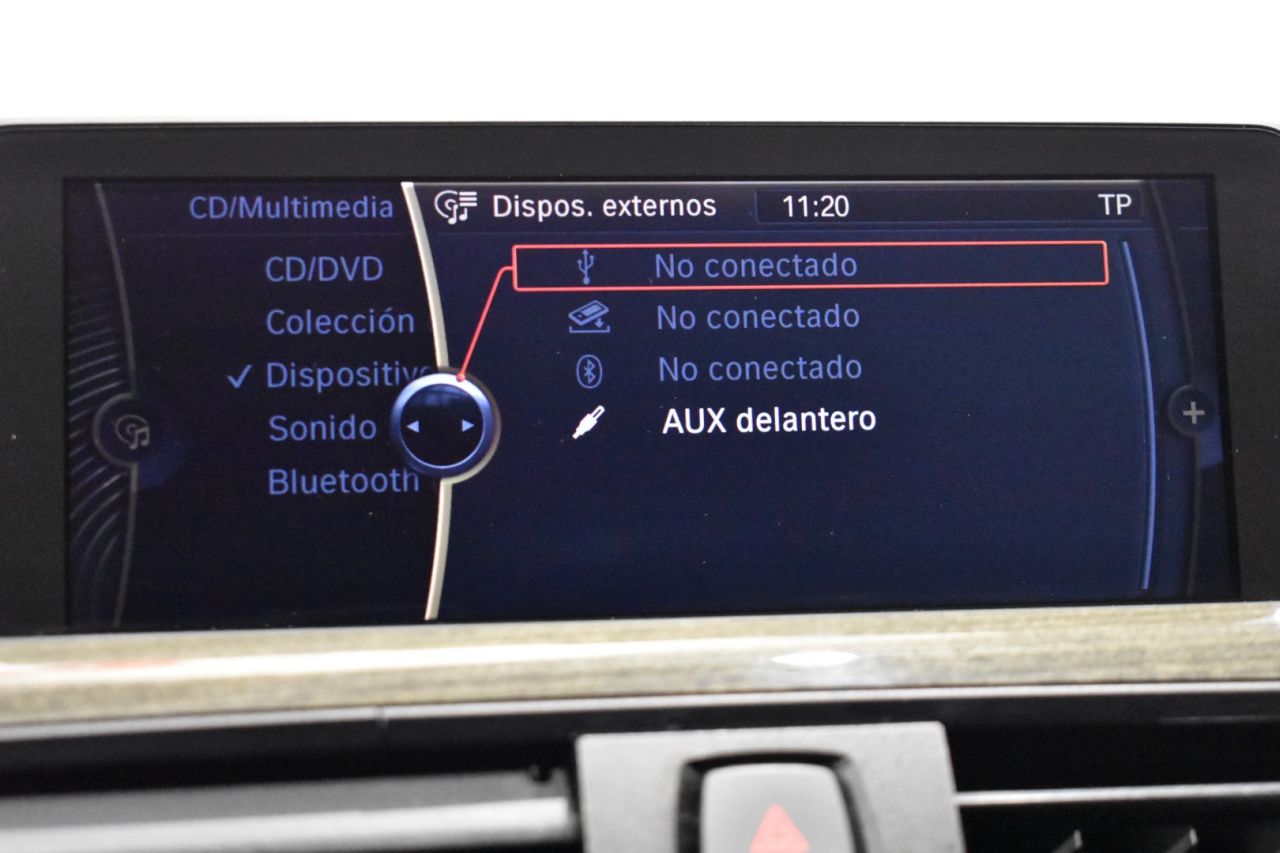 CD/Multimedia
Dispos. externos 11:20 TP
CD/DVD
Colección
Dispositiv
Sonido
Bluetooth
No conectado
No conectado
No conectado
AUX delantero